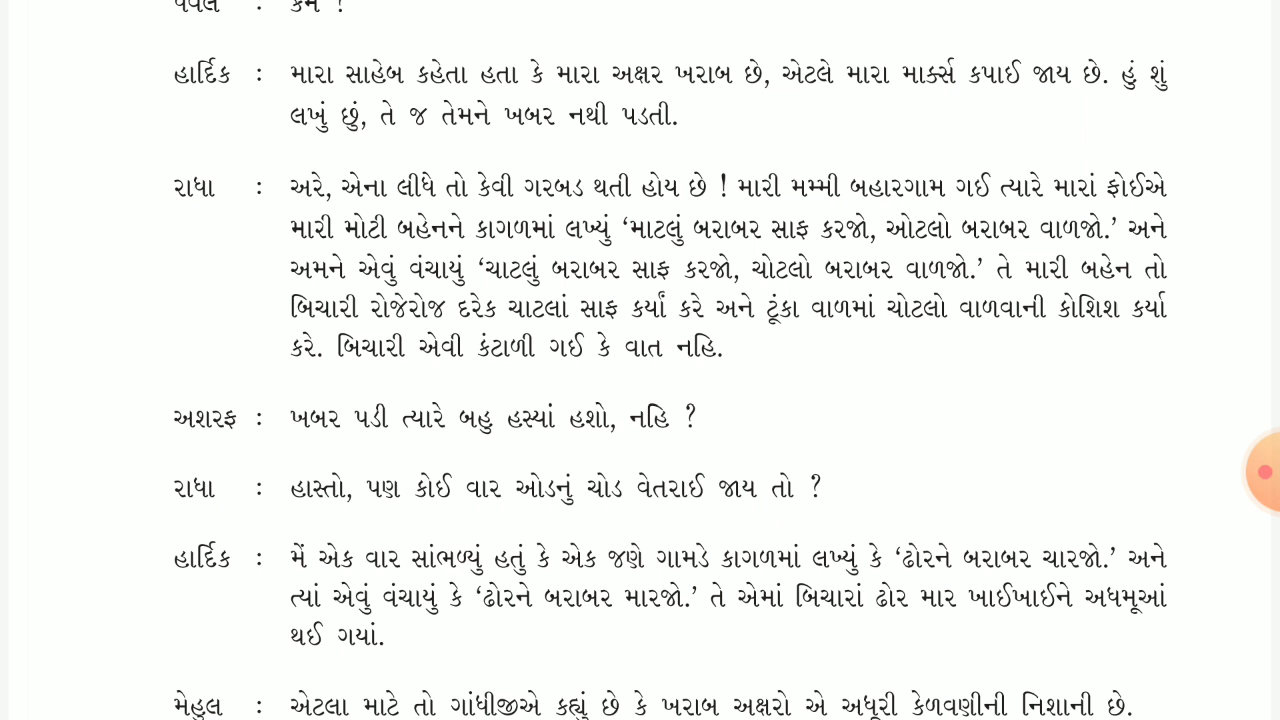 કેમ ?
હાર્દિક : મારા સાહેબ કહેતા હતા કે મારા અક્ષર ખરાબ છે, એટલે મારા માર્ક્સ કપાઈ જાય છે. હું શું
લખું છું, તે જ તેમને ખબર નથી પડતી.
રાધા : અરે, એના લીધે તો કેવી ગરબડ થતી હોય છે ! મારી મમ્મી બહારગામ ગઈ ત્યારે મારાં ફોઈએ
મારી મોટી બહેનને કાગળમાં લખ્યું ‘માટલું બરાબર સાફ કરજો, ઓટલો બરાબર વાળજો.’ અને
અમને એવું વંચાયું ‘ચાટલું બરાબર સાફ કરજો, ચોટલો બરાબર વાળજો.’ તે મારી બહેન તો
બિચારી રોજેરોજ દરેક ચાટલાં સાફ કર્યાં કરે અને ટૂંકા વાળમાં ચોટલો વાળવાની કોશિશ કર્યા
કરે. બિચારી એવી કંટાળી ગઈ કે વાત નહિ.
અશરફ : ખબર પડી ત્યારે બહુ હસ્યાં હશો, નહિ ?
રાધા : હાસ્તો, પણ કોઈ વાર ઓડનું ચોડ વેતરાઈ જાય તો ?
હાર્દિક : મેં એક વાર સાંભળ્યું હતું કે એક જણે ગામડે કાગળમાં લખ્યું કે ‘ઢોરને બરાબર ચારજો.’ અને
ત્યાં એવું વંચાયું કે ‘ઢોરને બરાબર મારજો.’ તે એમાં બિચારાં ઢોર માર ખાઈખાઈને અધમૂઆં
થઈ ગયાં.
મેહુલ : એટલા માટે તો ગાંધીજીએ કહ્યું છે કે ખરાબ અક્ષરો એ અધૂરી કેળવણીની નિશાની છે.